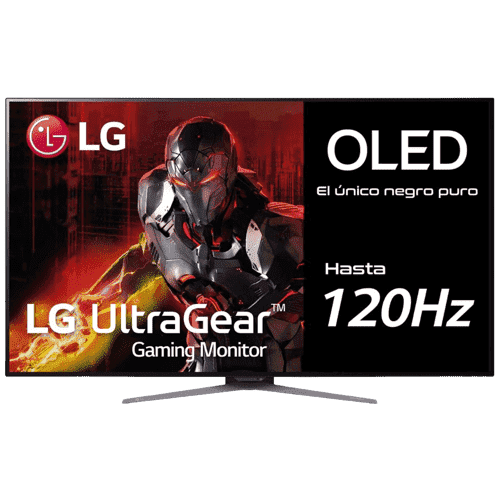 LG
LG UltraGear™
Gaming Monitor
OLED
El único negro puro
Hasta
120Hz